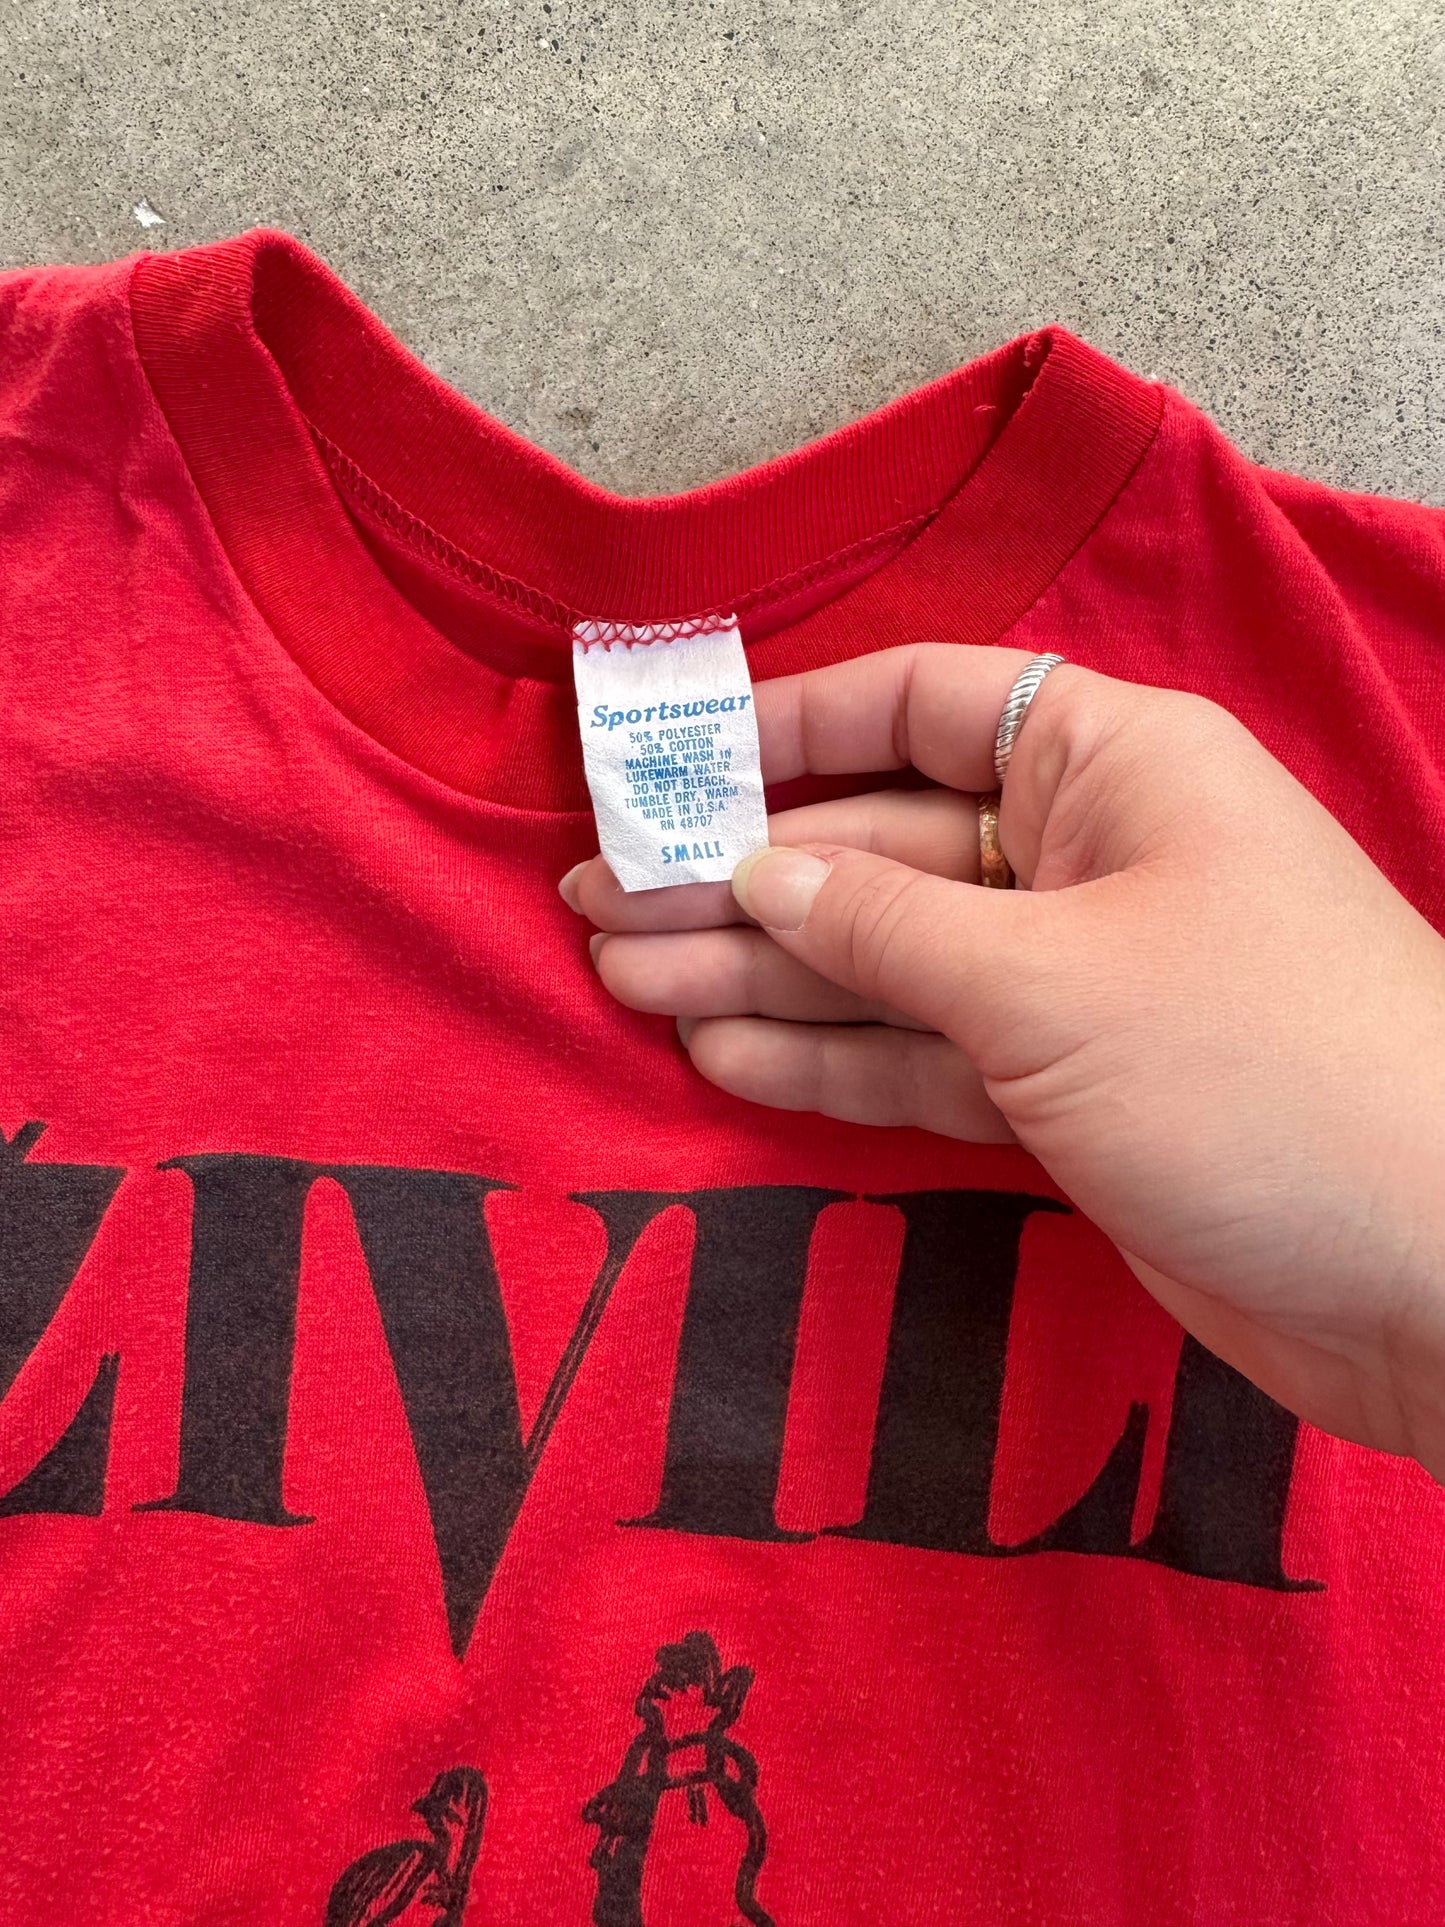 Sportswear
50% POLYESTER
50% COTTON
MACHINE WASH IN
LUKEWARM WATER
DO NOT BLEACH.
TUMBLE DRY, WARM
MADE IN U.S.A.
RN 48707
SMALL